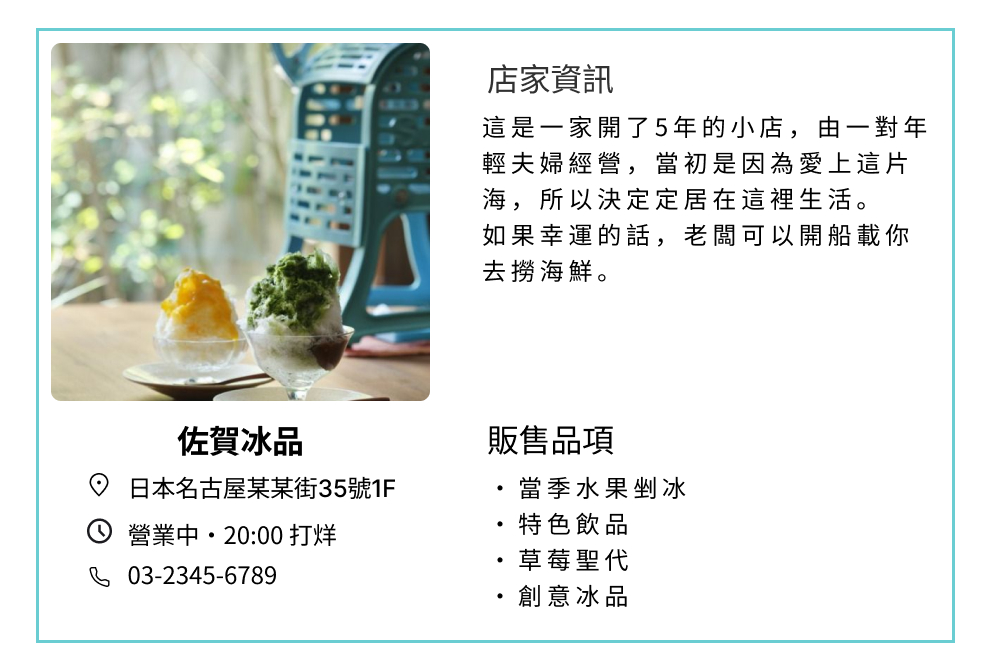 店家資訊
這是一家開了5年的小店，由一對年
輕夫婦經營，當初是因為愛上這片
海，所以決定定居在這裡生活。
如果幸運的話，老闆可以開船載你
去撈海鮮。
佐賀冰品
日本名古屋某某街35號1F
營業中・20:00 打烊
03-2345-6789
販售品項
・當季水果剉冰
・特色飲品
・草莓聖代
・創意冰品